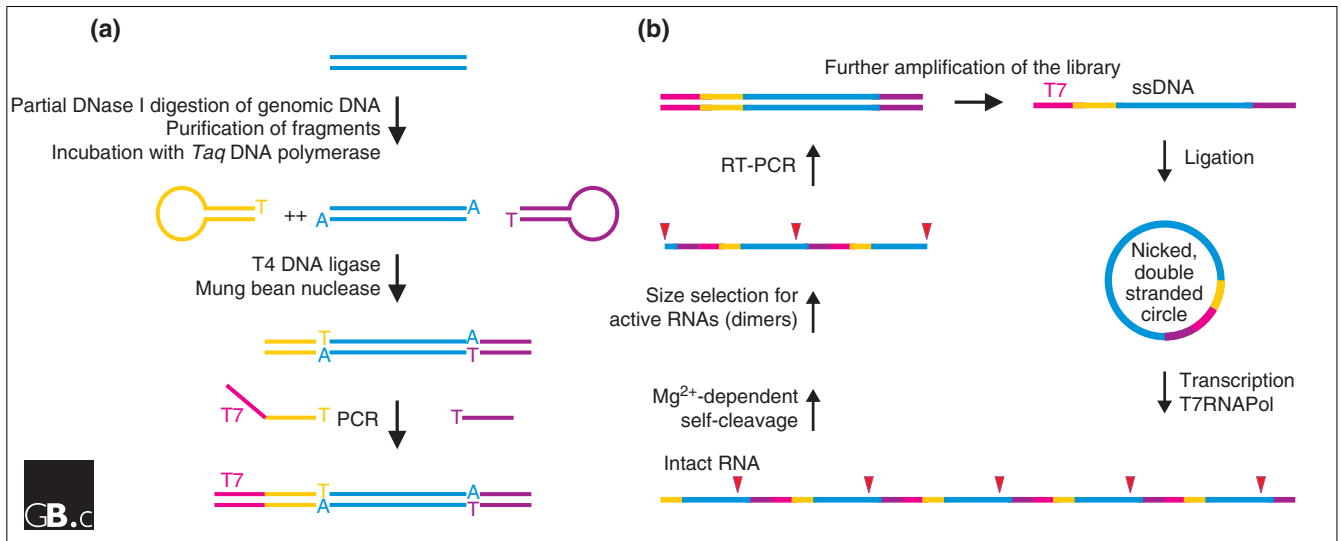 (a)
Partial DNase I digestion of genomic DNA
Purification of fragments
Incubation with Taq DNA polymerase
T
++
A
A
T
T4 DNA ligase
Mung bean nuclease
T
A
A
T
T7
T
PCR
T
T7
T
A
A
T
GB.c
(b)
Further amplification of the library
T7
ssDNA
RT-PCR
Ligation
Size selection for
active RNAs (dimers)
Nicked,
double
stranded
circle
Mg2+-dependent
self-cleavage
Transcription
T7RNAPol
Intact RNA